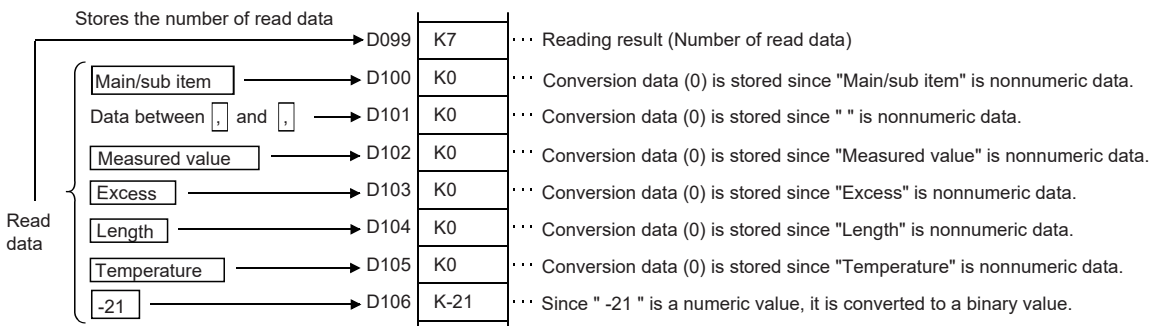 Stores the number of read data
D099 K7 ··· Reading result (Number of read data)
Main/sub item D100 K0 ··· Conversion data (0) is stored since "Main/sub item" is nonnumeric data.
Data between , and , D101 K0 ··· Conversion data (0) is stored since " " is nonnumeric data.
Measured value D102 K0 ··· Conversion data (0) is stored since "Measured value" is nonnumeric data.
Excess D103 K0 ··· Conversion data (0) is stored since "Excess" is nonnumeric data.
Read
data
Length D104 K0 ··· Conversion data (0) is stored since "Length" is nonnumeric data.
Temperature D105 K0 ··· Conversion data (0) is stored since "Temperature" is nonnumeric data.
-21 D106 K-21 ··· Since " -21 " is a numeric value, it is converted to a binary value.